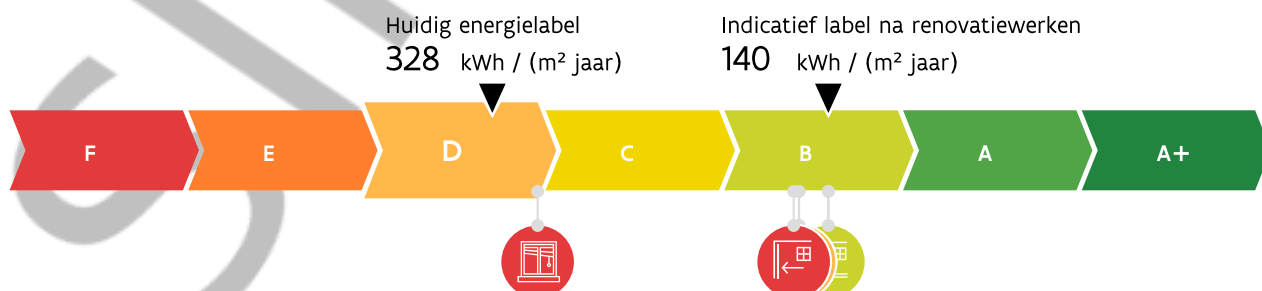 Huidig energielabel
328 kWh / (m² jaar)
Indicatief label na renovatiewerken
140 kWh / (m² jaar)
F E D C B A A+